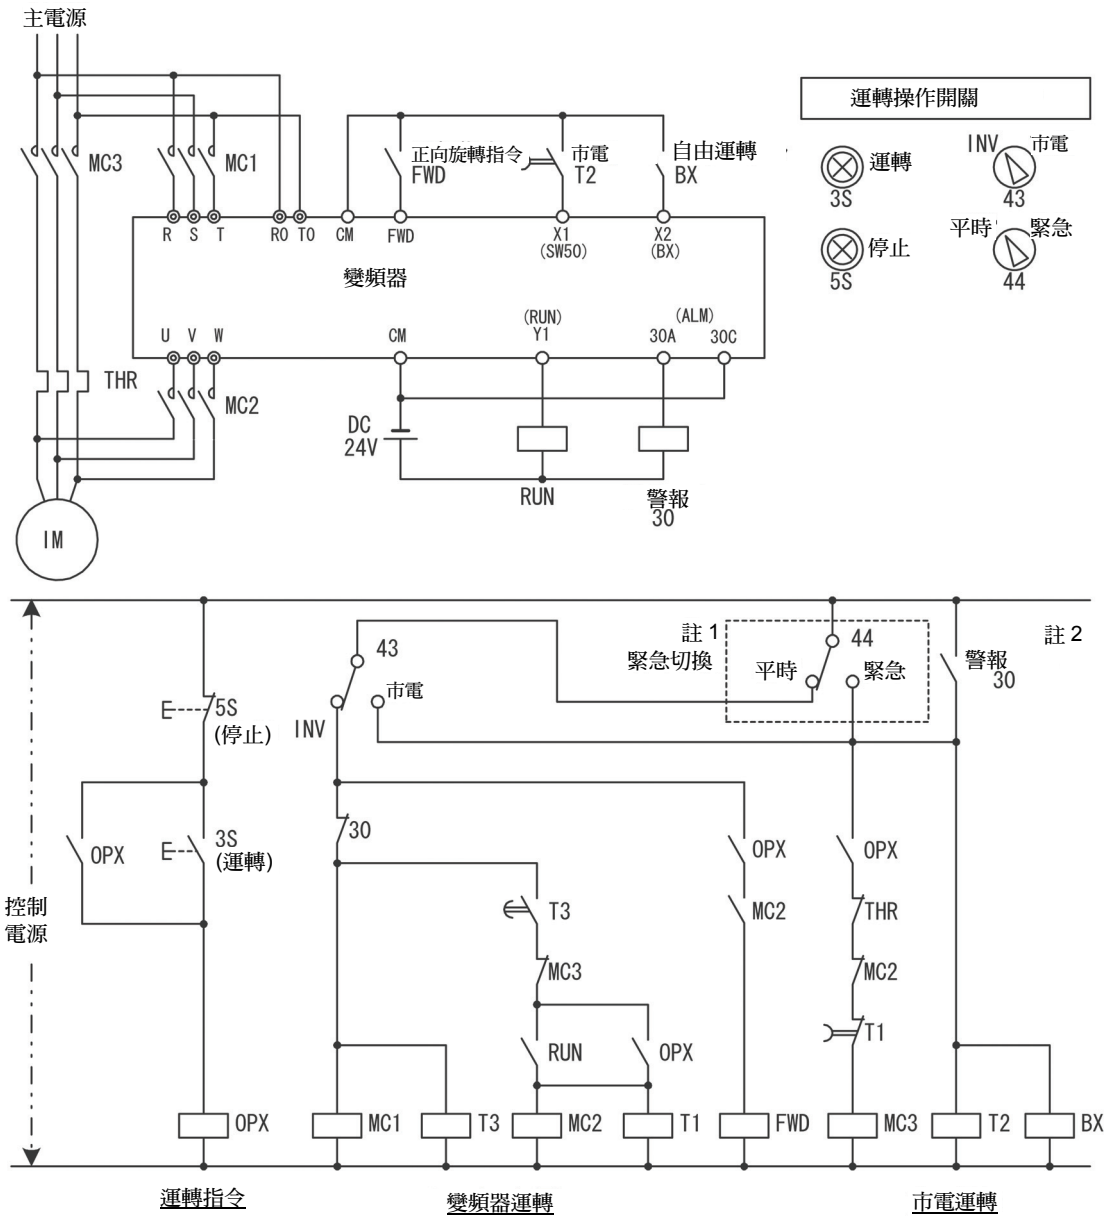 主電源
運轉操作開關
MC3
MC1
正向旋轉指令
FWD
市電
T2
自由運轉
BX
運轉
3S
INV
市電
43
停止
5S
平時
緊急
44
R S T R0 T0 CM FWD X1 X2
(SW50) (BX)
變頻器
U V W CM
(RUN)
Y1
(ALM)
30A 30C
THR
MC2
DC
24V
RUN
警報
30
IM
43
市電
INV
註 1
緊急切換
44
平時
緊急
警報
30
註 2
5S
(停止)
OPX
3S
(運轉)
30
OPX
OPX
T3
MC2
THR
MC3
MC2
RUN
OPX
T1
控制
電源
OPX MC1 T3 MC2 T1 FWD MC3 T2 BX
運轉指令
變頻器運轉
市電運轉